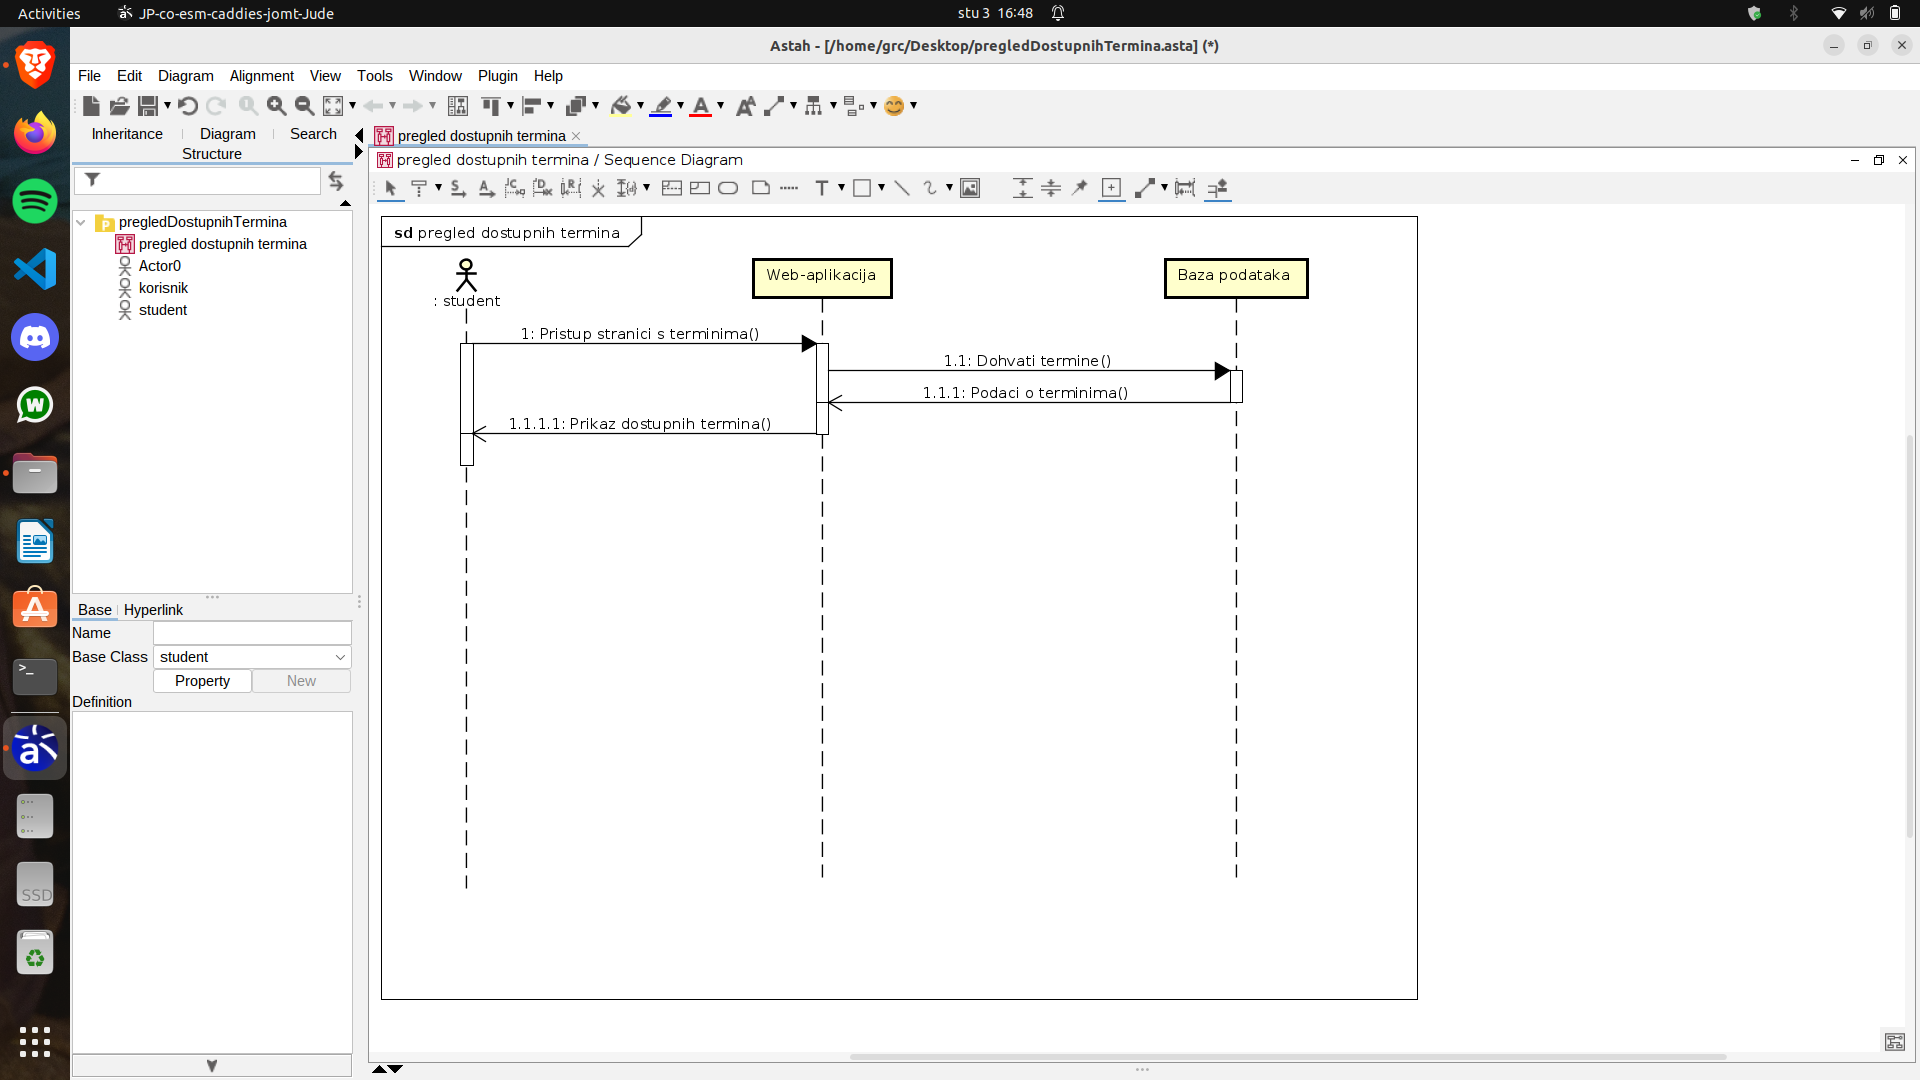 Activities
JP-co-esm-caddies-jomt-Jude
stu 3 16:48
Astah - [/home/grc/Desktop/pregledDostupnihTermina.asta] (*)
File Edit Diagram Alignment View Tools Window Plugin Help
Inheritance Diagram Search
Structure
pregled dostupnih termina
pregled dostupnih termina / Sequence Diagram
pregledDostupnihTermina
pregled dostupnih termina
Actor0
korisnik
student
Base Hyperlink
Name
Base Class student
Property New
Definition
sd pregled dostupnih termina
: student
Web-aplikacija
Baza podataka
1: Pristup stranici s terminima()
1.1: Dohvati termine()
1.1.1: Podaci o terminima()
1.1.1.1: Prikaz dostupnih termina()
SSD